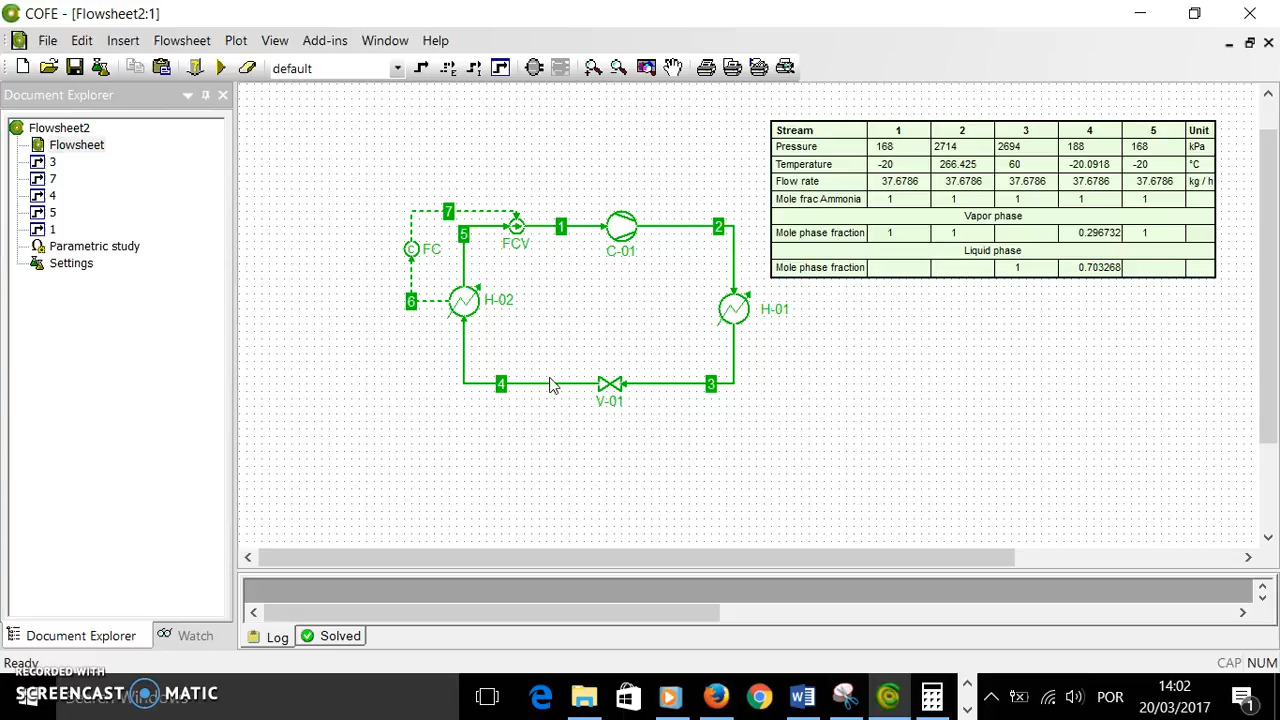 COFE - [Flowsheet2:1]
File Edit Insert Flowsheet Plot View Add-ins Window Help
default
Document Explorer
Flowsheet2
Flowsheet
3
7
4
5
1
Parametric study
Settings
Document Explorer Watch
7
5
FCV
1
C-01
2
FC
6
H-02
H-01
4
V-01
3
Stream 1 2 3 4 5 Unit
Pressure 168 2714 2694 188 168 kPa
Temperature -20 266.425 60 -20.0918 -20 °C
Flow rate 37.6786 37.6786 37.6786 37.6786 37.6786 kg / h
Mole frac Ammonia 1 1 1 1 1
Vapor phase
Mole phase fraction 1 1 0.296732 1
Liquid phase
Mole phase fraction 1 0.703268
Log Solved
Ready CAP NUM
RECORDED WITH
SCREENCAST MATIC
Search Windows
POR
14:02
20/03/2017
1